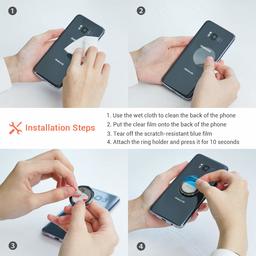 1
2
Installation Steps
1. Use the wet cloth to clean the back of the phone
2. Put the clear film onto the back of the phone
3. Tear off the scratch-resistant blue film
4. Attach the ring holder and press it for 10 seconds
3
4